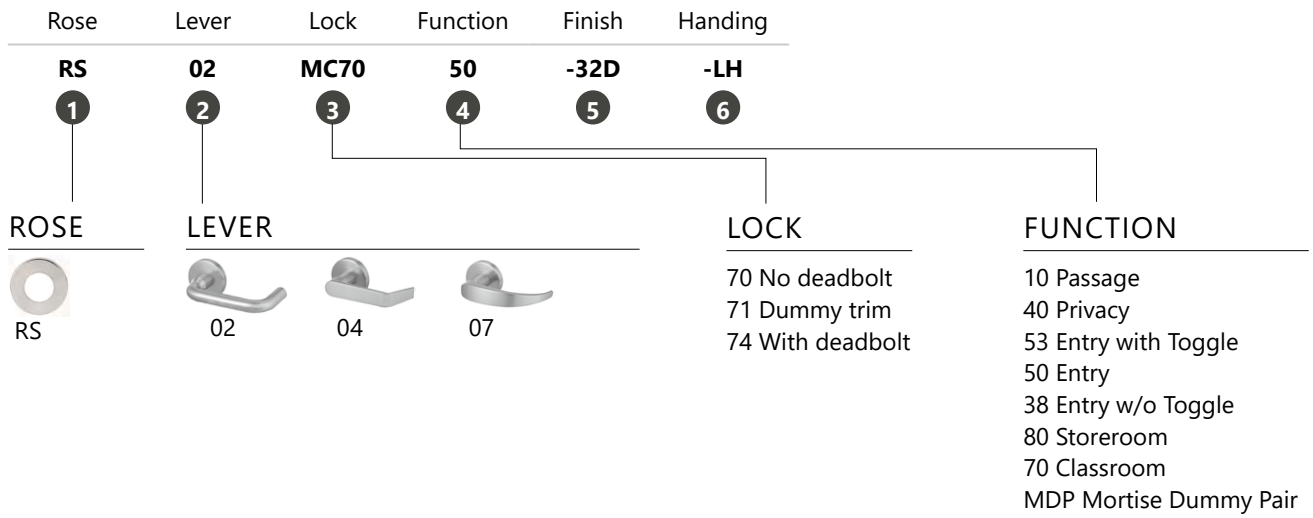 Rose Lever Lock Function Finish Handing
RS 02 MC70 50 -32D -LH
1 2 3 4 5 6
ROSE LEVER LOCK FUNCTION
RS
02 04 07
70 No deadbolt
71 Dummy trim
74 With deadbolt
10 Passage
40 Privacy
53 Entry with Toggle
50 Entry
38 Entry w/o Toggle
80 Storeroom
70 Classroom
MDP Mortise Dummy Pair